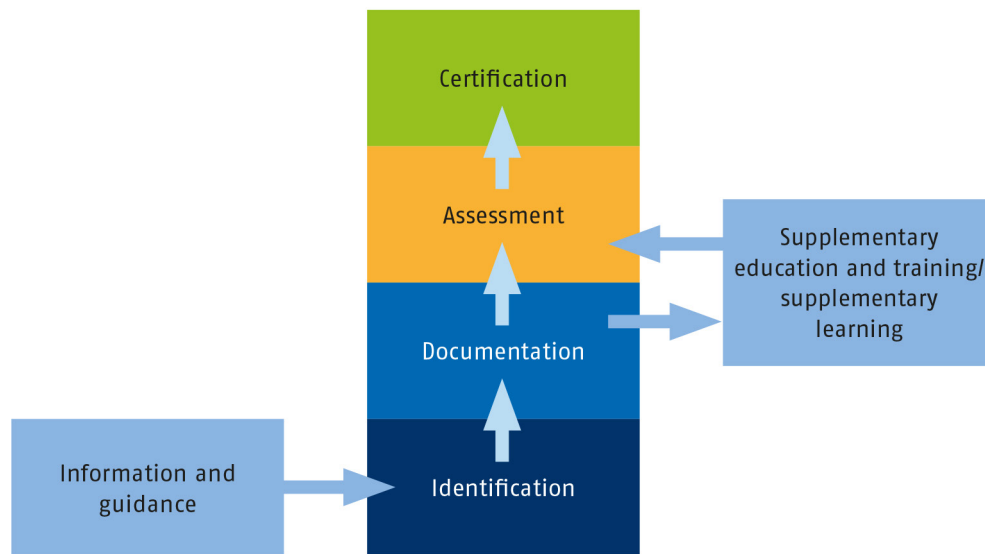 Certification
Assessment
Supplementary
education and training/
supplementary
learning
Documentation
Information and
guidance
Identification